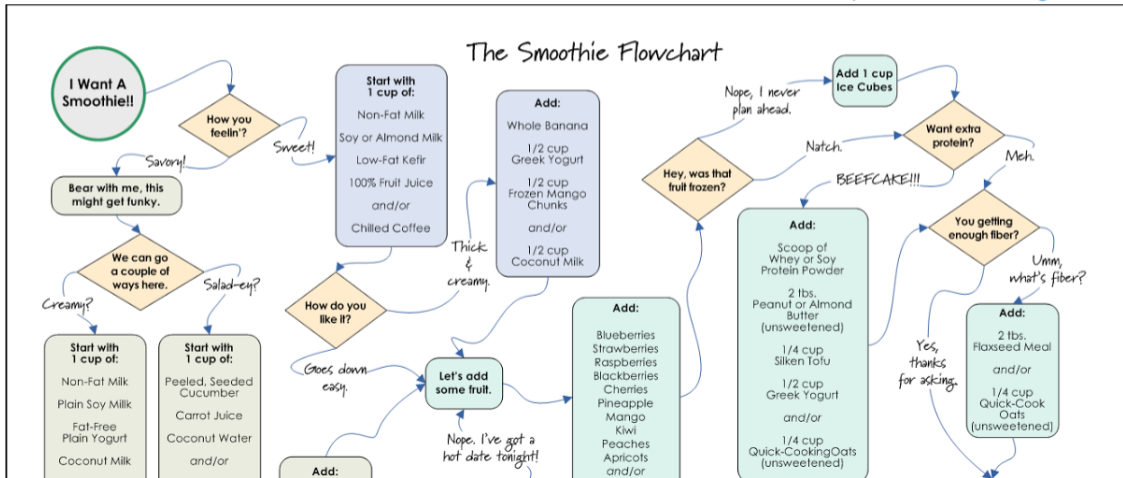 The Smoothie Flowchart
I Want A
Smoothie!!
How you
feelin'?
Sweet!
Savory!
Bear with me, this
might get funky.
We can go
a couple of
ways here.
Creamy?
Salad-ey?
Start with
1 cup of:
Non-Fat Milk
Plain Soy Millk
Fat-Free
Plain Yogurt
Coconut Milk
Start with
1 cup of:
Peeled, Seeded
Cucumber
Carrot Juice
Coconut Water
and/or
Start with
1 cup of:
Non-Fat Milk
Soy or Almond Milk
Low-Fat Kefir
100% Fruit Juice
and/or
Chilled Coffee
How do you
like it?
Thick
&
creamy.
Goes down
easy.
Add:
Whole Banana
1/2 cup
Greek Yogurt
1/2 cup
Frozen Mango
Chunks
and/or
1/2 cup
Coconut Milk
Let's add
some fruit.
Nope. I've got a
hot date tonight!
Add:
Add:
Blueberries
Strawberries
Raspberries
Blackberries
Cherries
Pineapple
Mango
Kiwi
Peaches
Apricots
and/or
Hey, was that
fruit frozen?
Nope, I never
plan ahead.
Add 1 cup
Ice Cubes
Natch.
Want extra
protein?
BEEFCAKE!!!
Meh.
Add:
Scoop of
Whey or Soy
Protein Powder
2 tbs.
Peanut or Almond
Butter
(unsweetened)
1/4 cup
Silken Tofu
1/2 cup
Greek Yogurt
and/or
1/4 cup
Quick-CookingOats
(unsweetened)
You getting
enough fiber?
Umm,
what's fiber?
Yes,
thanks
for asking.
Add:
2 tbs.
Flaxseed Meal
and/or
1/4 cup
Quick-Cook
Oats
(unsweetened)